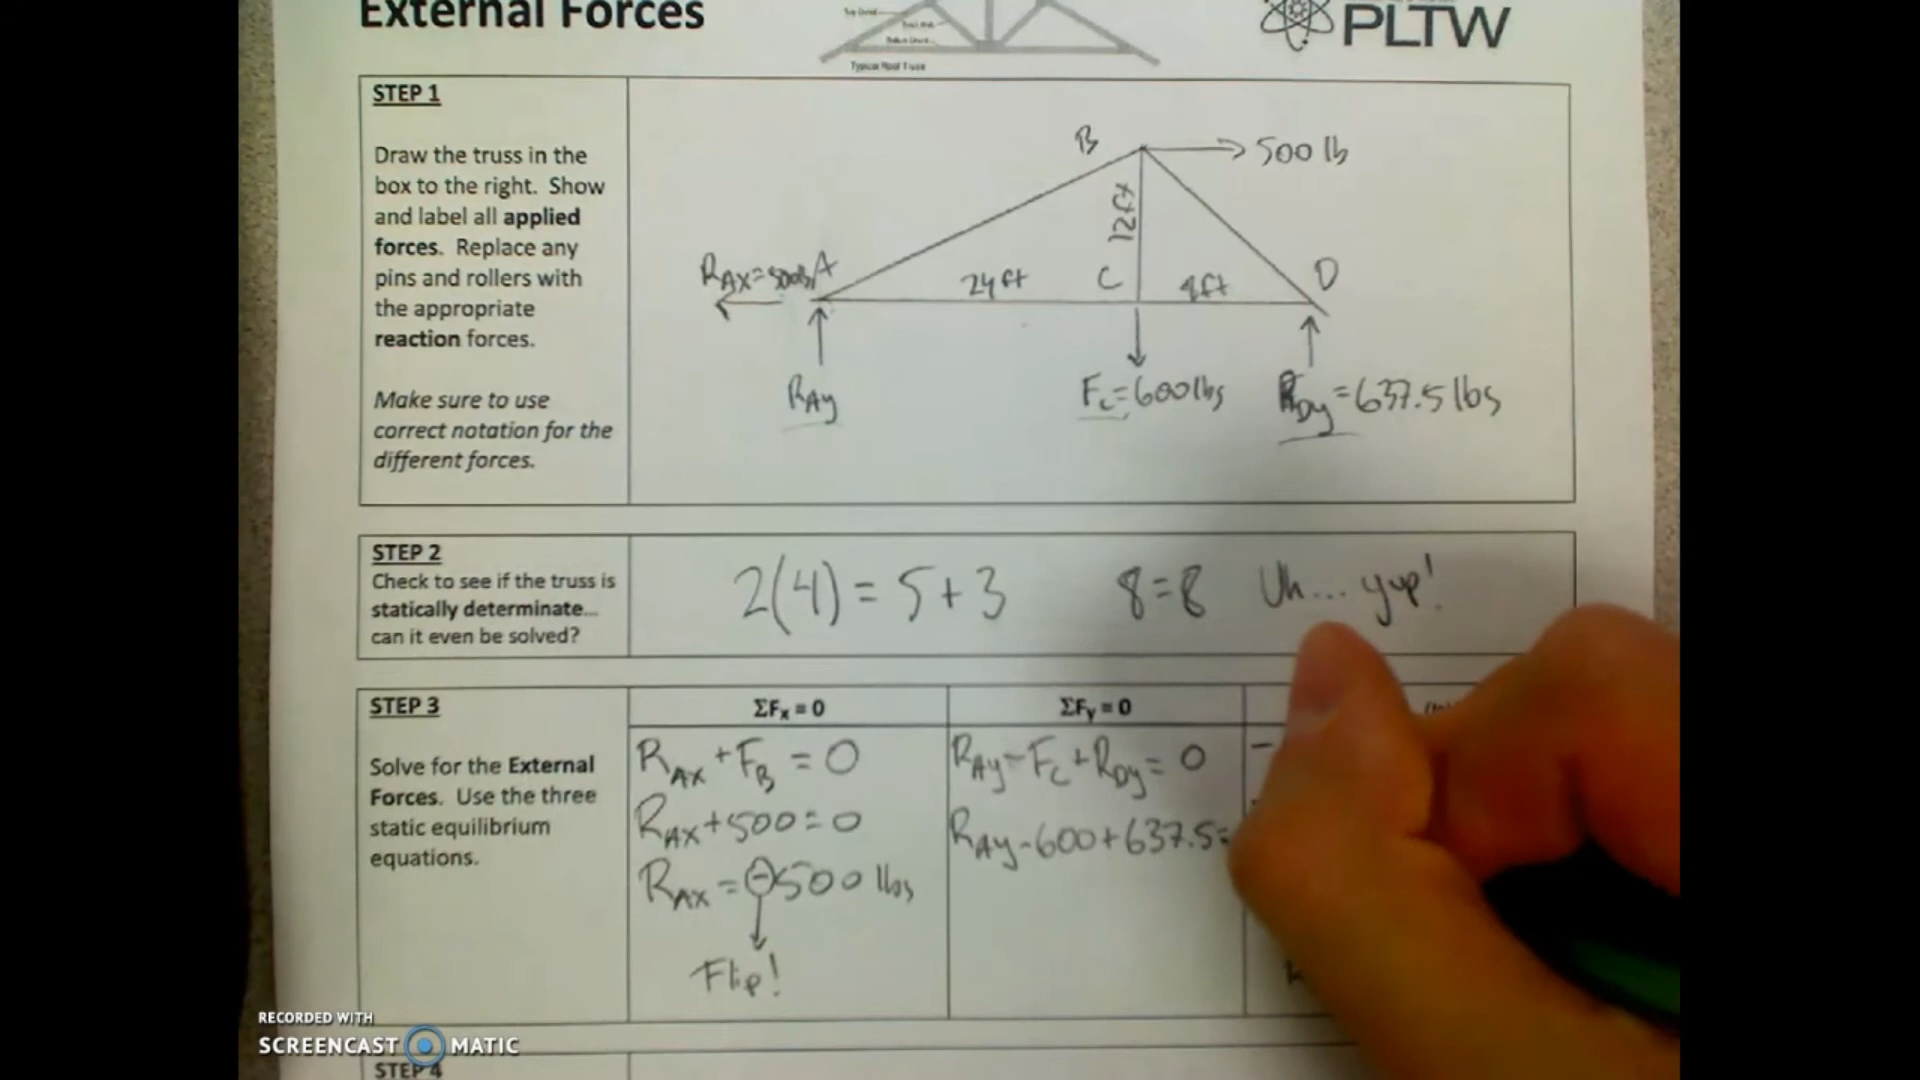 External Forces
PLTW
Typical Roof Truss
STEP 1
Draw the truss in the
box to the right. Show
and label all applied
forces. Replace any
pins and rollers with
the appropriate
reaction forces.
Make sure to use
correct notation for the
different forces.
B
500 lb
12ft
RAX=500lb
A
24ft
C
8ft
D
RAy
Fc=600lbs
RDy=637.5 lbs
STEP 2
Check to see if the truss is
statically determinate...
can it even be solved?
2(4) = 5 + 3 8=8 Uh... yup!
STEP 3
Solve for the External
Forces. Use the three
static equilibrium
equations.
ΣFx = 0
RAX + FB = 0
RAX + 500 = 0
RAX = -500 lbs
Flip!
ΣFy = 0
RAy - Fc + RDy = 0
RAy - 600 + 637.5 =
RECORDED WITH
SCREENCAST MATIC
STEP 4